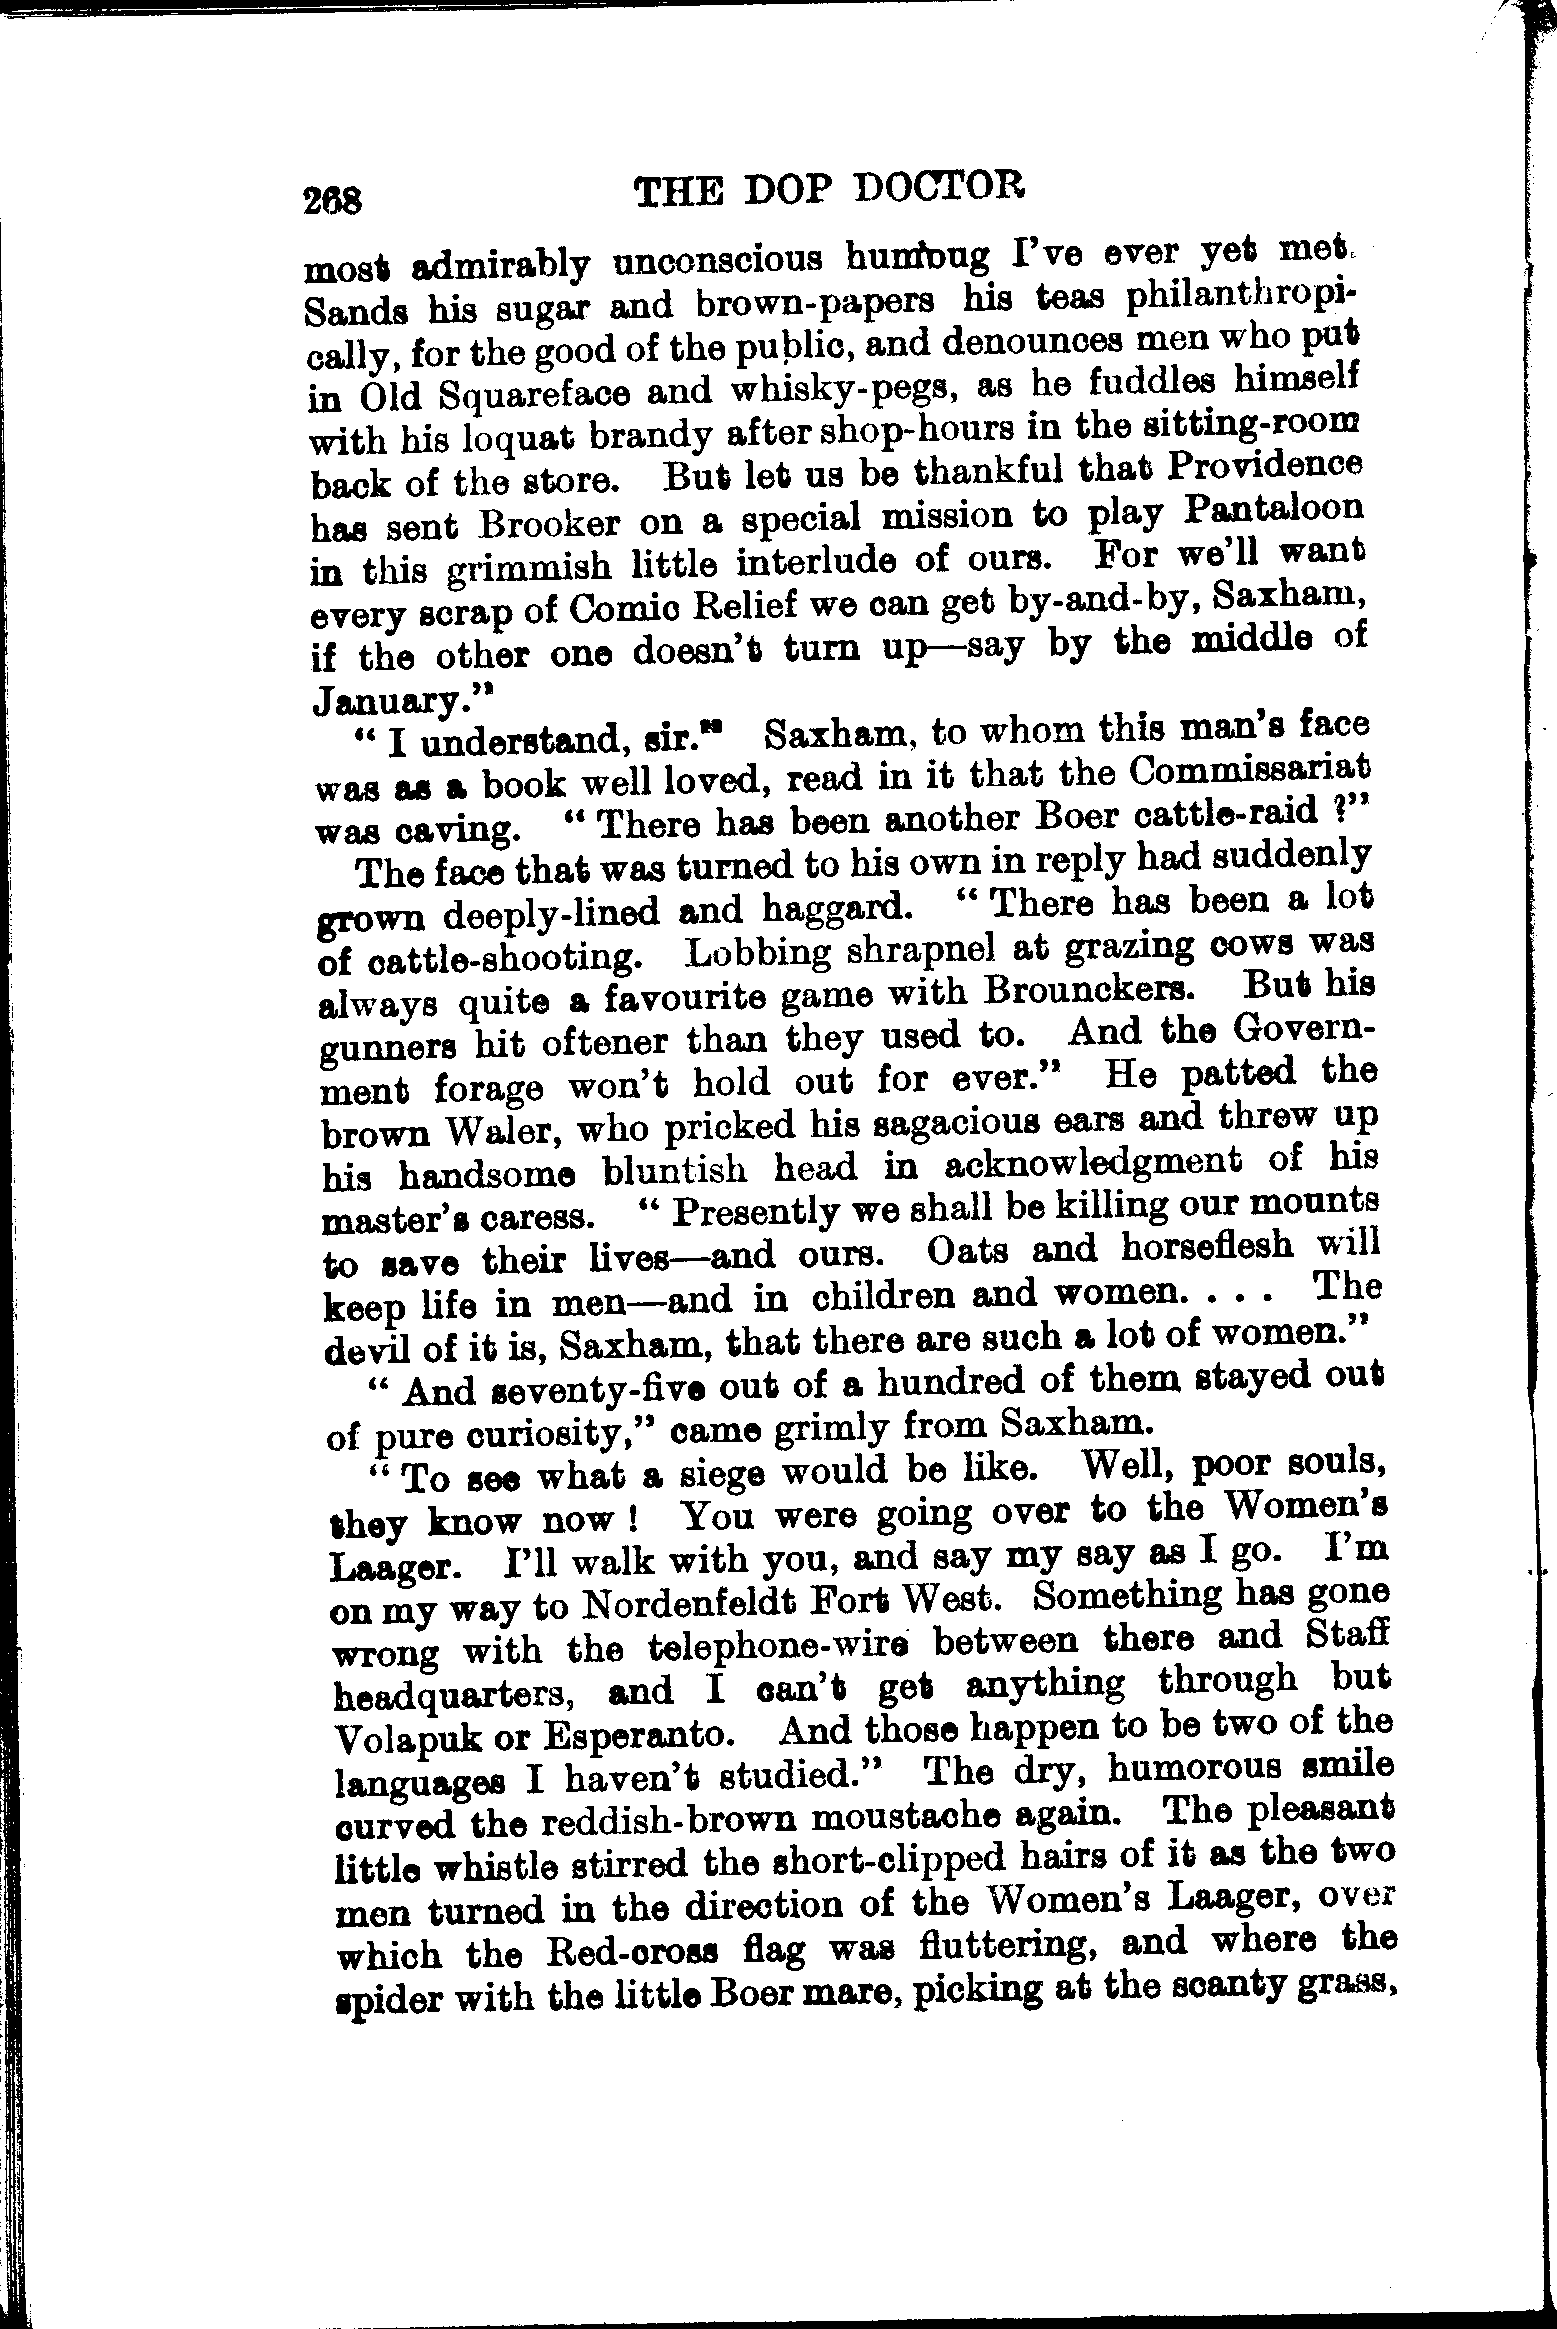 268 THE DOP DOCTOR
most admirably unconscious humbug I've ever yet met.
Sands his sugar and brown-papers his teas philanthropi-
cally, for the good of the public, and denounces men who put
in Old Squareface and whisky-pegs, as he fuddles himself
with his loquat brandy after shop-hours in the sitting-room
back of the store. But let us be thankful that Providence
has sent Brooker on a special mission to play Pantaloon
in this grimmish little interlude of ours. For we'll want
every scrap of Comic Relief we can get by-and-by, Saxham,
if the other one doesn't turn up—say by the middle of
January."
" I understand, sir." Saxham, to whom this man's face
was as a book well loved, read in it that the Commissariat
was caving. " There has been another Boer cattle-raid ?"
The face that was turned to his own in reply had suddenly
grown deeply-lined and haggard. " There has been a lot
of cattle-shooting. Lobbing shrapnel at grazing cows was
always quite a favourite game with Brounckers. But his
gunners hit oftener than they used to. And the Govern-
ment forage won't hold out for ever." He patted the
brown Waler, who pricked his sagacious ears and threw up
his handsome bluntish head in acknowledgment of his
master's caress. " Presently we shall be killing our mounts
to save their lives—and ours. Oats and horseflesh will
keep life in men—and in children and women. . . . The
devil of it is, Saxham, that there are such a lot of women."
" And seventy-five out of a hundred of them stayed out
of pure curiosity," came grimly from Saxham.
" To see what a siege would be like. Well, poor souls,
they know now ! You were going over to the Women's
Laager. I'll walk with you, and say my say as I go. I'm
on my way to Nordenfeldt Fort West. Something has gone
wrong with the telephone-wire between there and Staff
headquarters, and I can't get anything through but
Volapuk or Esperanto. And those happen to be two of the
languages I haven't studied." The dry, humorous smile
curved the reddish-brown moustache again. The pleasant
little whistle stirred the short-clipped hairs of it as the two
men turned in the direction of the Women's Laager, over
which the Red-cross flag was fluttering, and where the
spider with the little Boer mare, picking at the scanty grass,